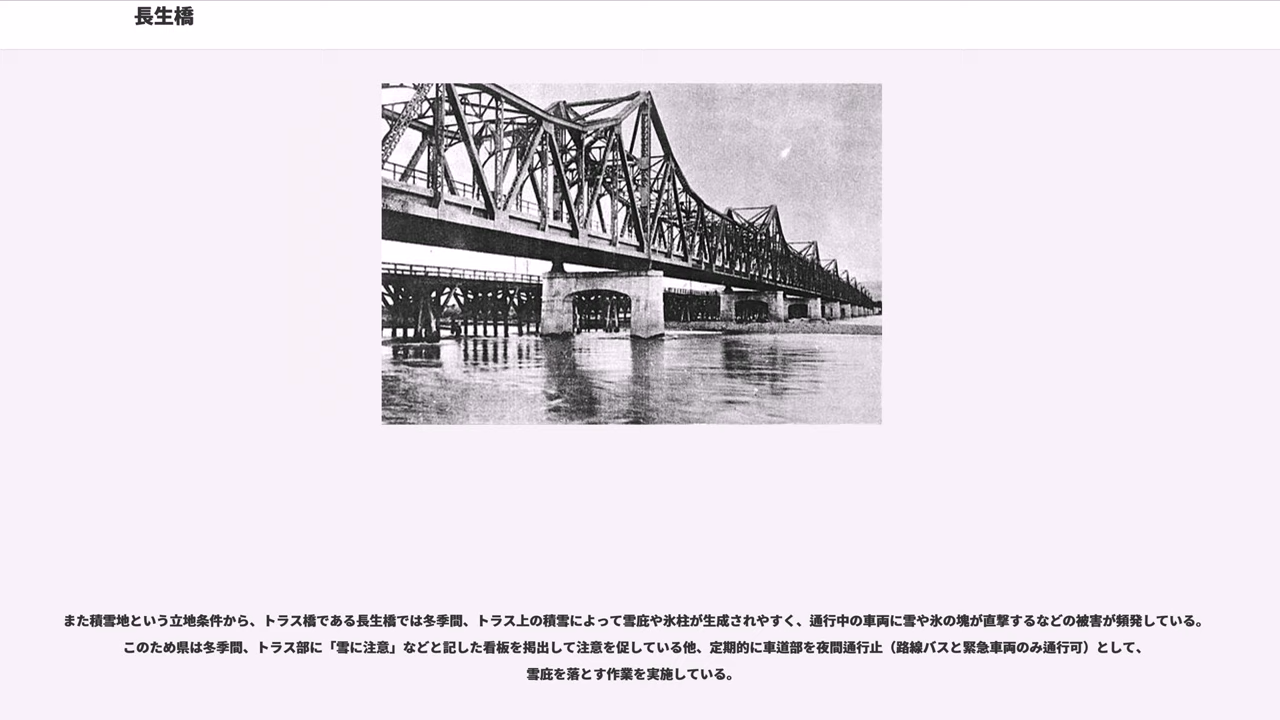 長生橋
また積雪地という立地条件から、トラス橋である長生橋では冬季間、トラス上の積雪によって雪庇や氷柱が生成されやすく、通行中の車両に雪や氷の塊が直撃するなどの被害が頻発している。
このため県は冬季間、トラス部に「雪に注意」などと記した看板を掲出して注意を促している他、定期的に車道部を夜間通行止（路線バスと緊急車両のみ通行可）として、
雪庇を落とす作業を実施している。